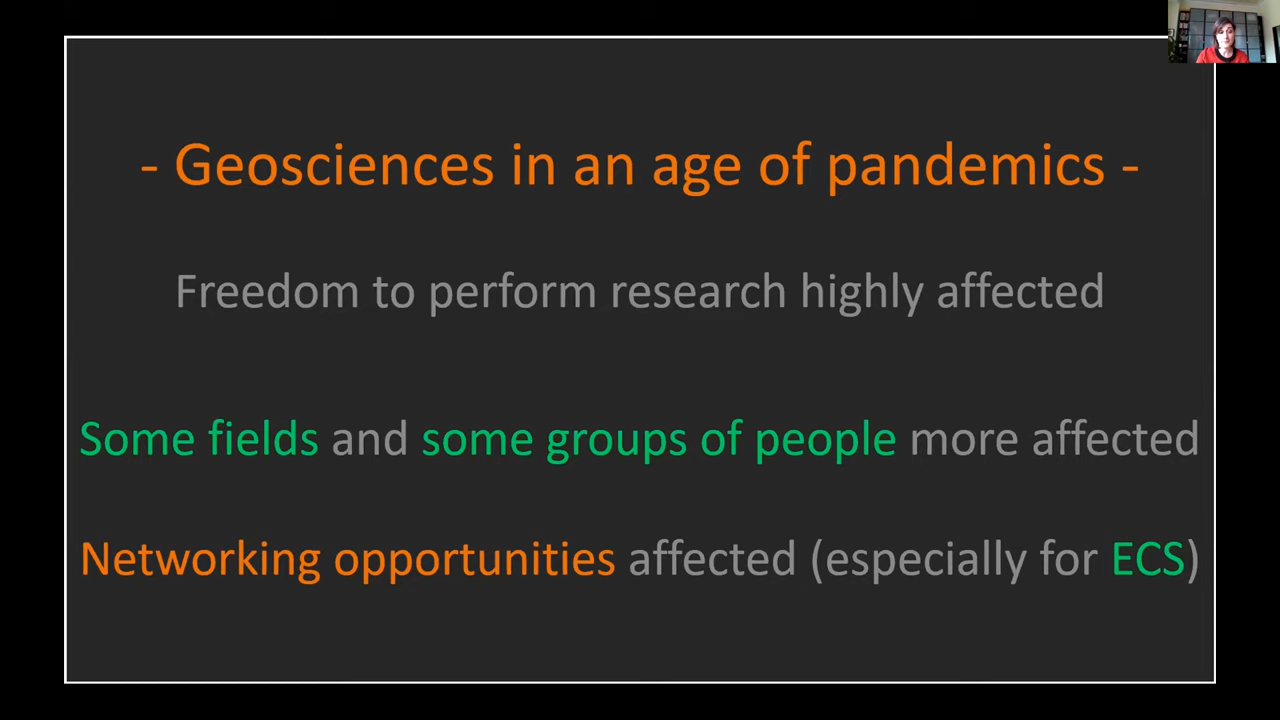 - Geosciences in an age of pandemics -
Freedom to perform research highly affected
Some fields and some groups of people more affected
Networking opportunities affected (especially for ECS)